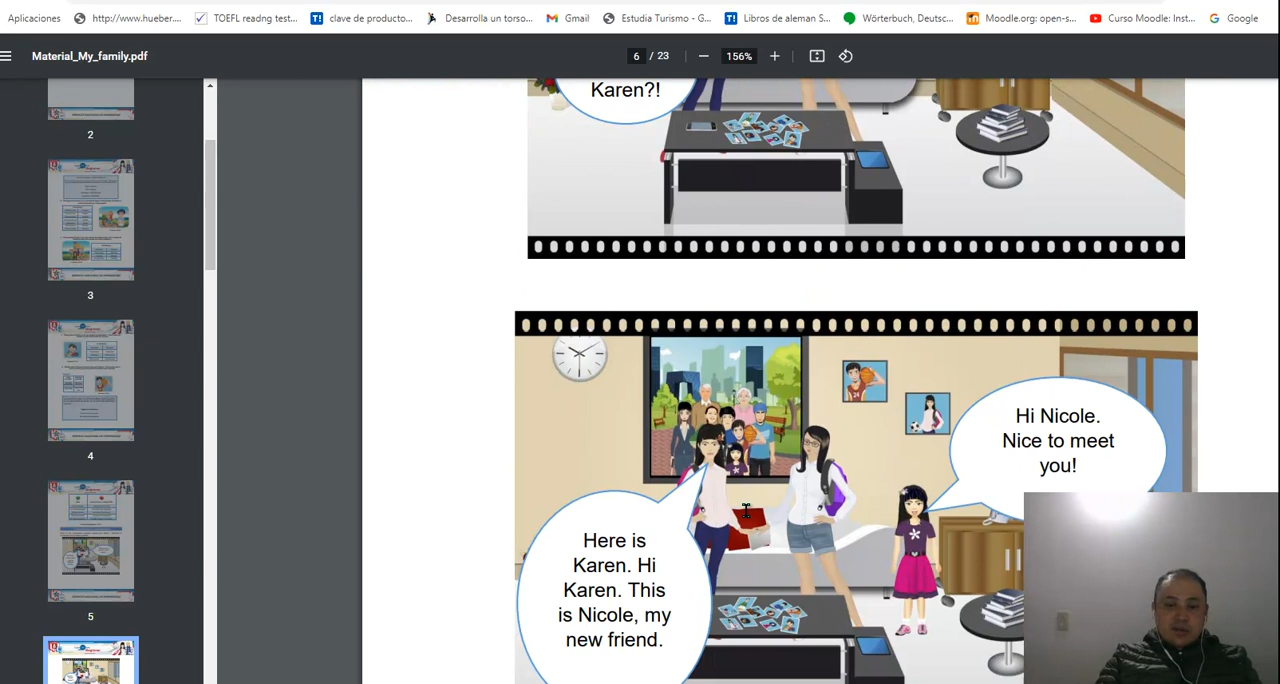 Aplicaciones
http://www.hueber....
TOEFL readng test...
clave de producto...
Desarolla un torso...
Gmail
Estudia Turismo - G...
Libros de aleman S...
Wörterbuch, Deutsc...
Moodle.org: open-s...
Curso Moodle: Inst...
Google
Material_My_family.pdf
6 / 23
156%
2
3
4
5
Karen?!
Hi Nicole.
Nice to meet
you!
Here is
Karen. Hi
Karen. This
is Nicole, my
new friend.